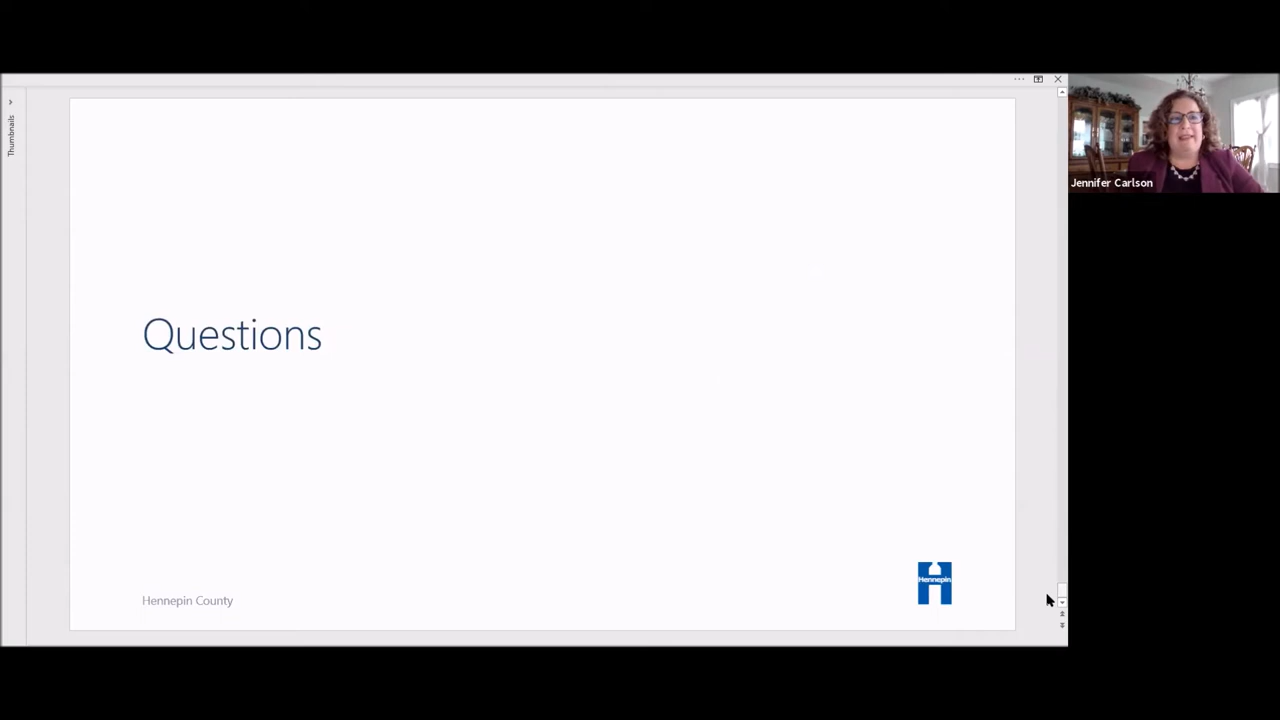 Thumbnails
Jennifer Carlson
Questions
Hennepin
Hennepin County